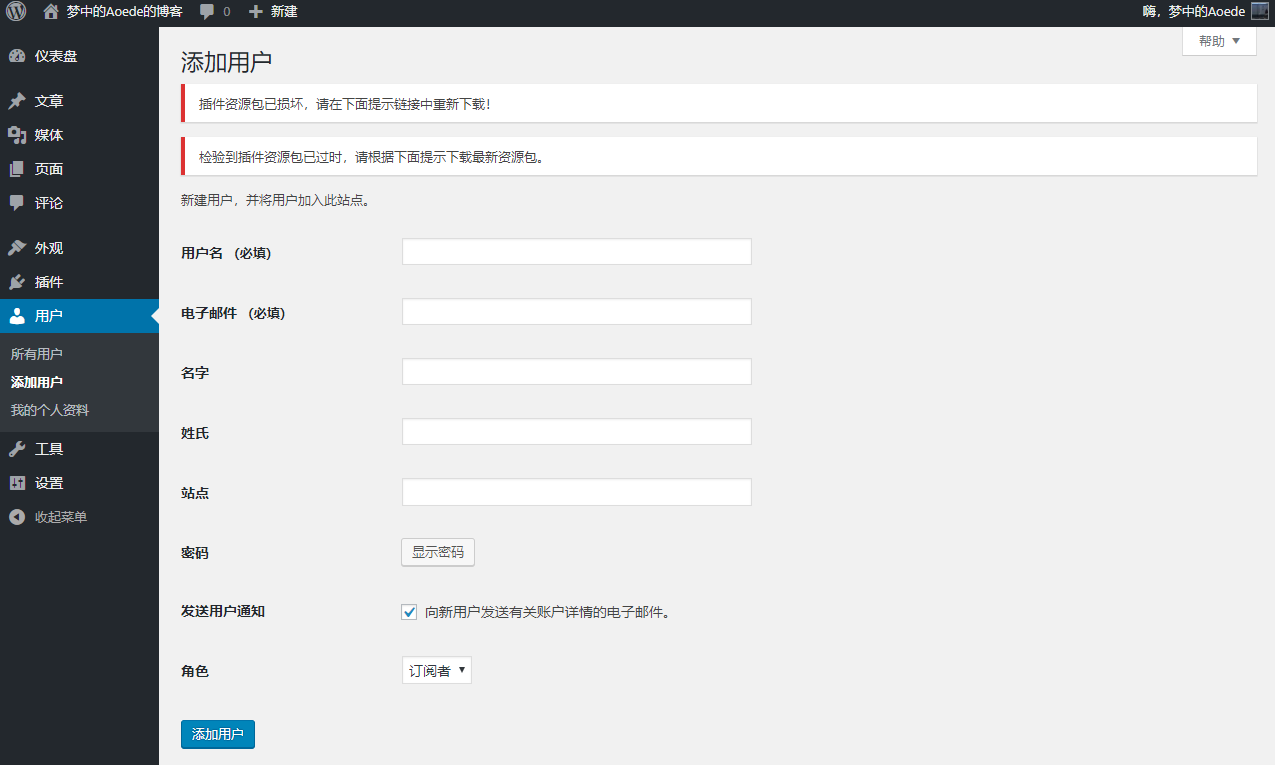 梦中的Aoede的博客 0 新建 嗨，梦中的Aoede
帮助
仪表盘
文章
媒体
页面
评论
外观
插件
用户
所有用户
添加用户
我的个人资料
工具
设置
收起菜单
添加用户
插件资源包已损坏，请在下面提示链接中重新下载！
检验到插件资源包已过时，请根据下面提示下载最新资源包。
新建用户，并将用户加入此站点。
用户名 （必填）
电子邮件 （必填）
名字
姓氏
站点
密码 显示密码
发送用户通知 向新用户发送有关账户详情的电子邮件。
角色 订阅者
添加用户